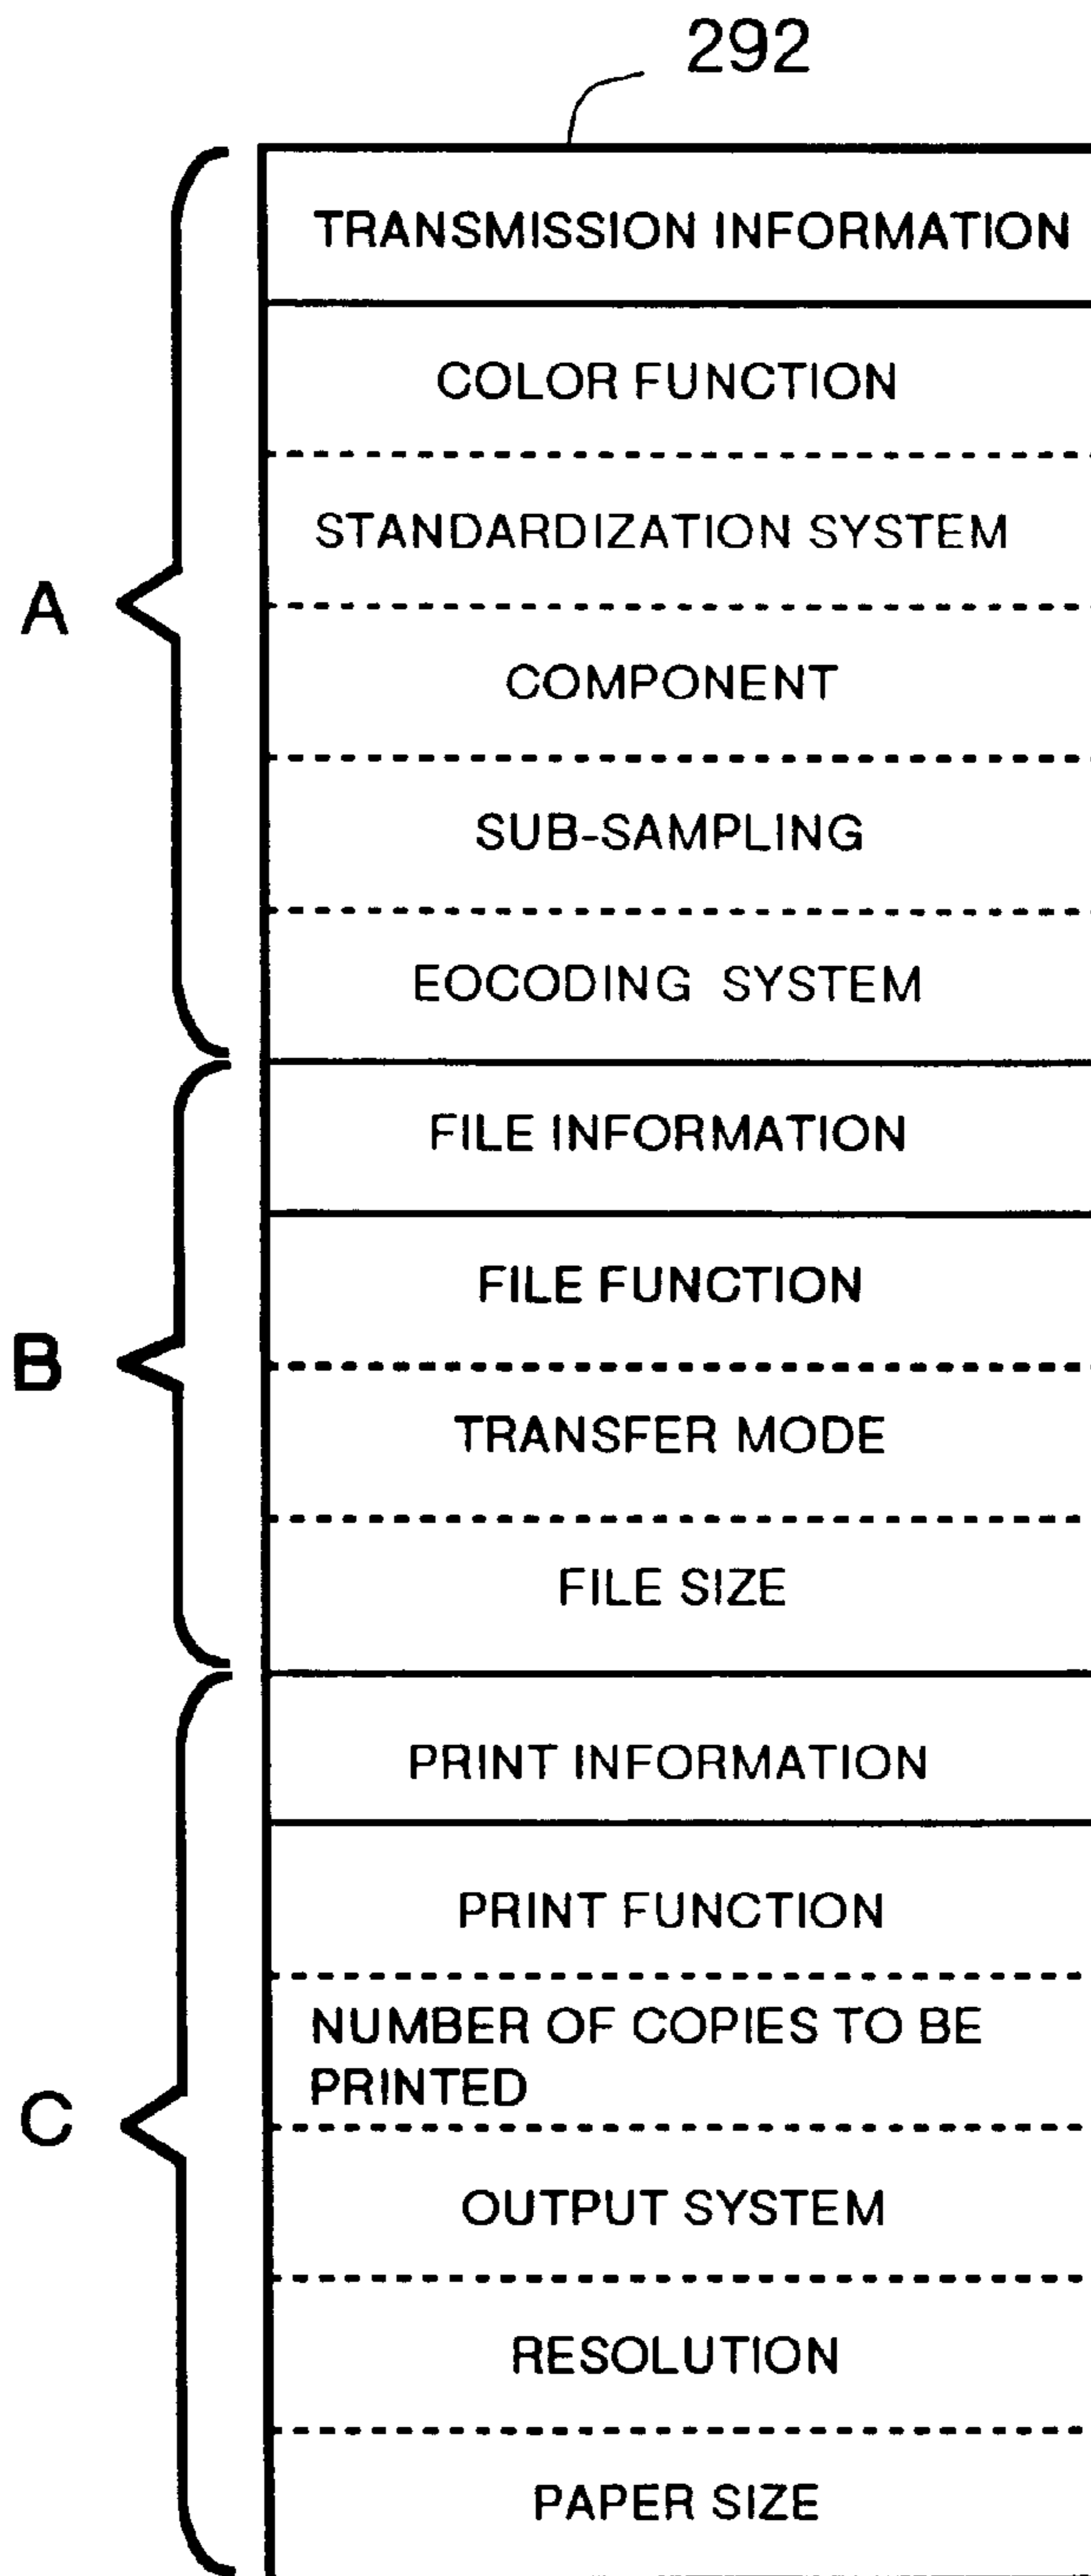 292
TRANSMISSION INFORMATION
COLOR FUNCTION
STANDARDIZATION SYSTEM
A
COMPONENT
SUB-SAMPLING
EOCODING SYSTEM
FILE INFORMATION
FILE FUNCTION
B
TRANSFER MODE
FILE SIZE
PRINT INFORMATION
PRINT FUNCTION
NUMBER OF COPIES TO BE
PRINTED
C
OUTPUT SYSTEM
RESOLUTION
PAPER SIZE